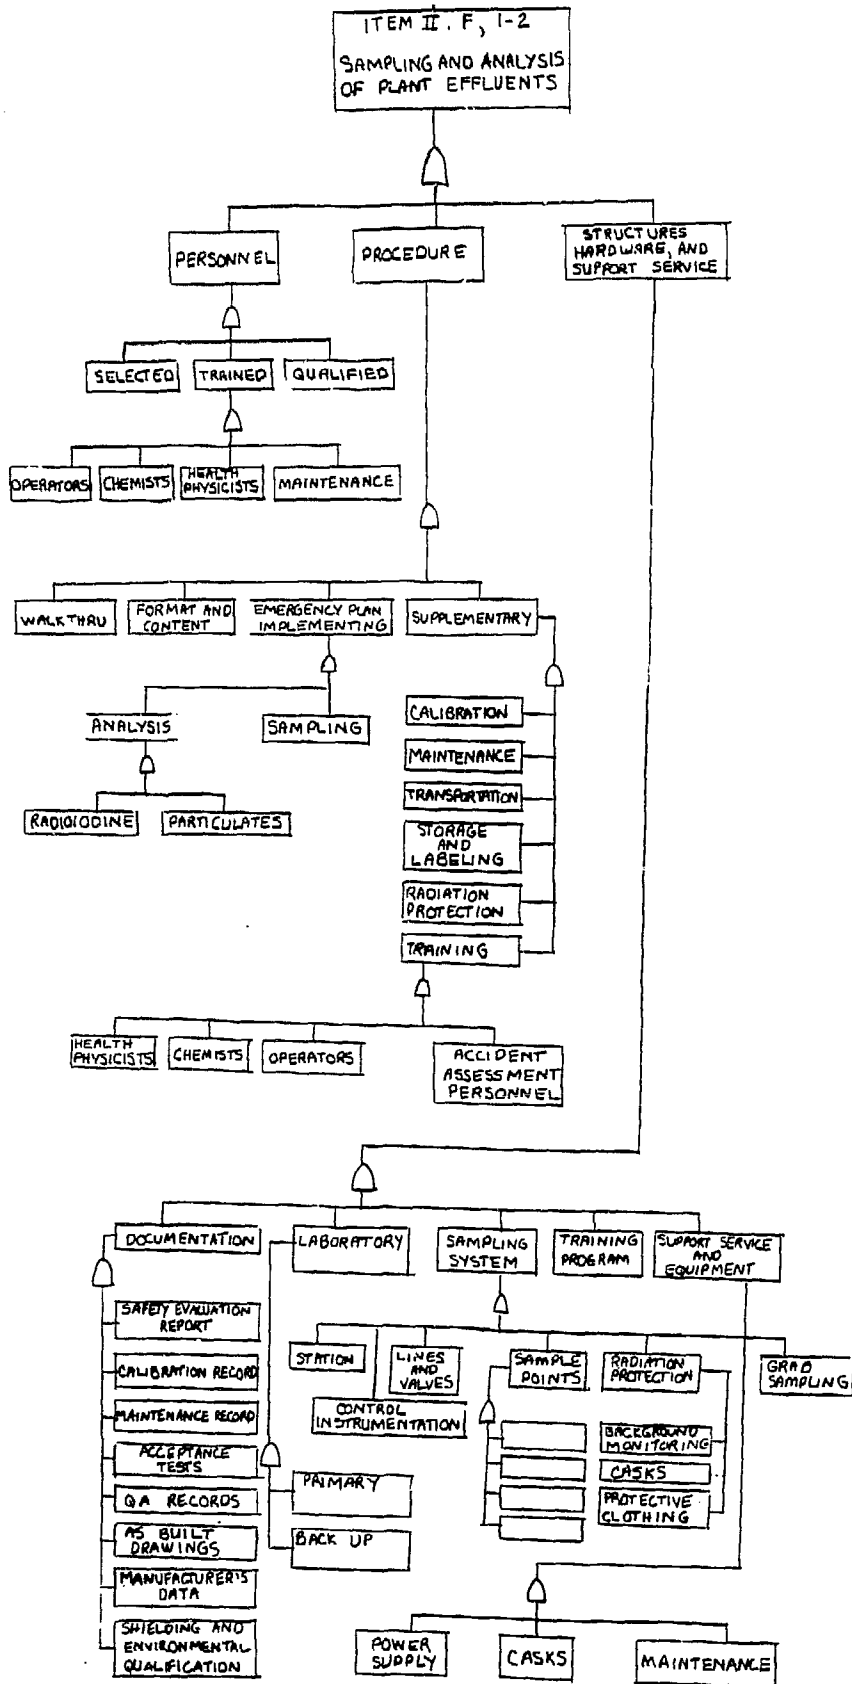 ITEM II. F, 1-2
SAMPLING AND ANALYSIS
OF PLANT EFFLUENTS
PERSONNEL
PROCEDURE
STRUCTURES
HARDWARE, AND
SUPPORT SERVICE
SELECTED
TRAINED
QUALIFIED
OPERATORS
CHEMISTS
HEALTH
PHYSICISTS
MAINTENANCE
WALKTHRU
FORMAT AND
CONTENT
EMERGENCY PLAN
IMPLEMENTING
SUPPLEMENTARY
ANALYSIS
SAMPLING
RADIOIODINE
PARTICULATES
CALIBRATION
MAINTENANCE
TRANSPORTATION
STORAGE
AND
LABELING
RADIATION
PROTECTION
TRAINING
HEALTH
PHYSICISTS
CHEMISTS
OPERATORS
ACCIDENT
ASSESSMENT
PERSONNEL
DOCUMENTATION
LABORATORY
SAMPLING
SYSTEM
TRAINING
PROGRAM
SUPPORT SERVICE
AND
EQUIPMENT
SAFETY EVALUATION
REPORT
CALIBRATION RECORD
MAINTENANCE RECORD
ACCEPTANCE
TESTS
QA RECORDS
AS BUILT
DRAWINGS
MANUFACTURER'S
DATA
SHIELDING AND
ENVIRONMENTAL
QUALIFICATION
PRIMARY
BACK UP
STATION
CONTROL
INSTRUMENTATION
LINES
AND
VALVES
SAMPLE
POINTS
RADIATION
PROTECTION
GRAB
SAMPLING
BACKGROUND
MONITORING
CASKS
PROTECTIVE
CLOTHING
POWER
SUPPLY
CASKS
MAINTENANCE